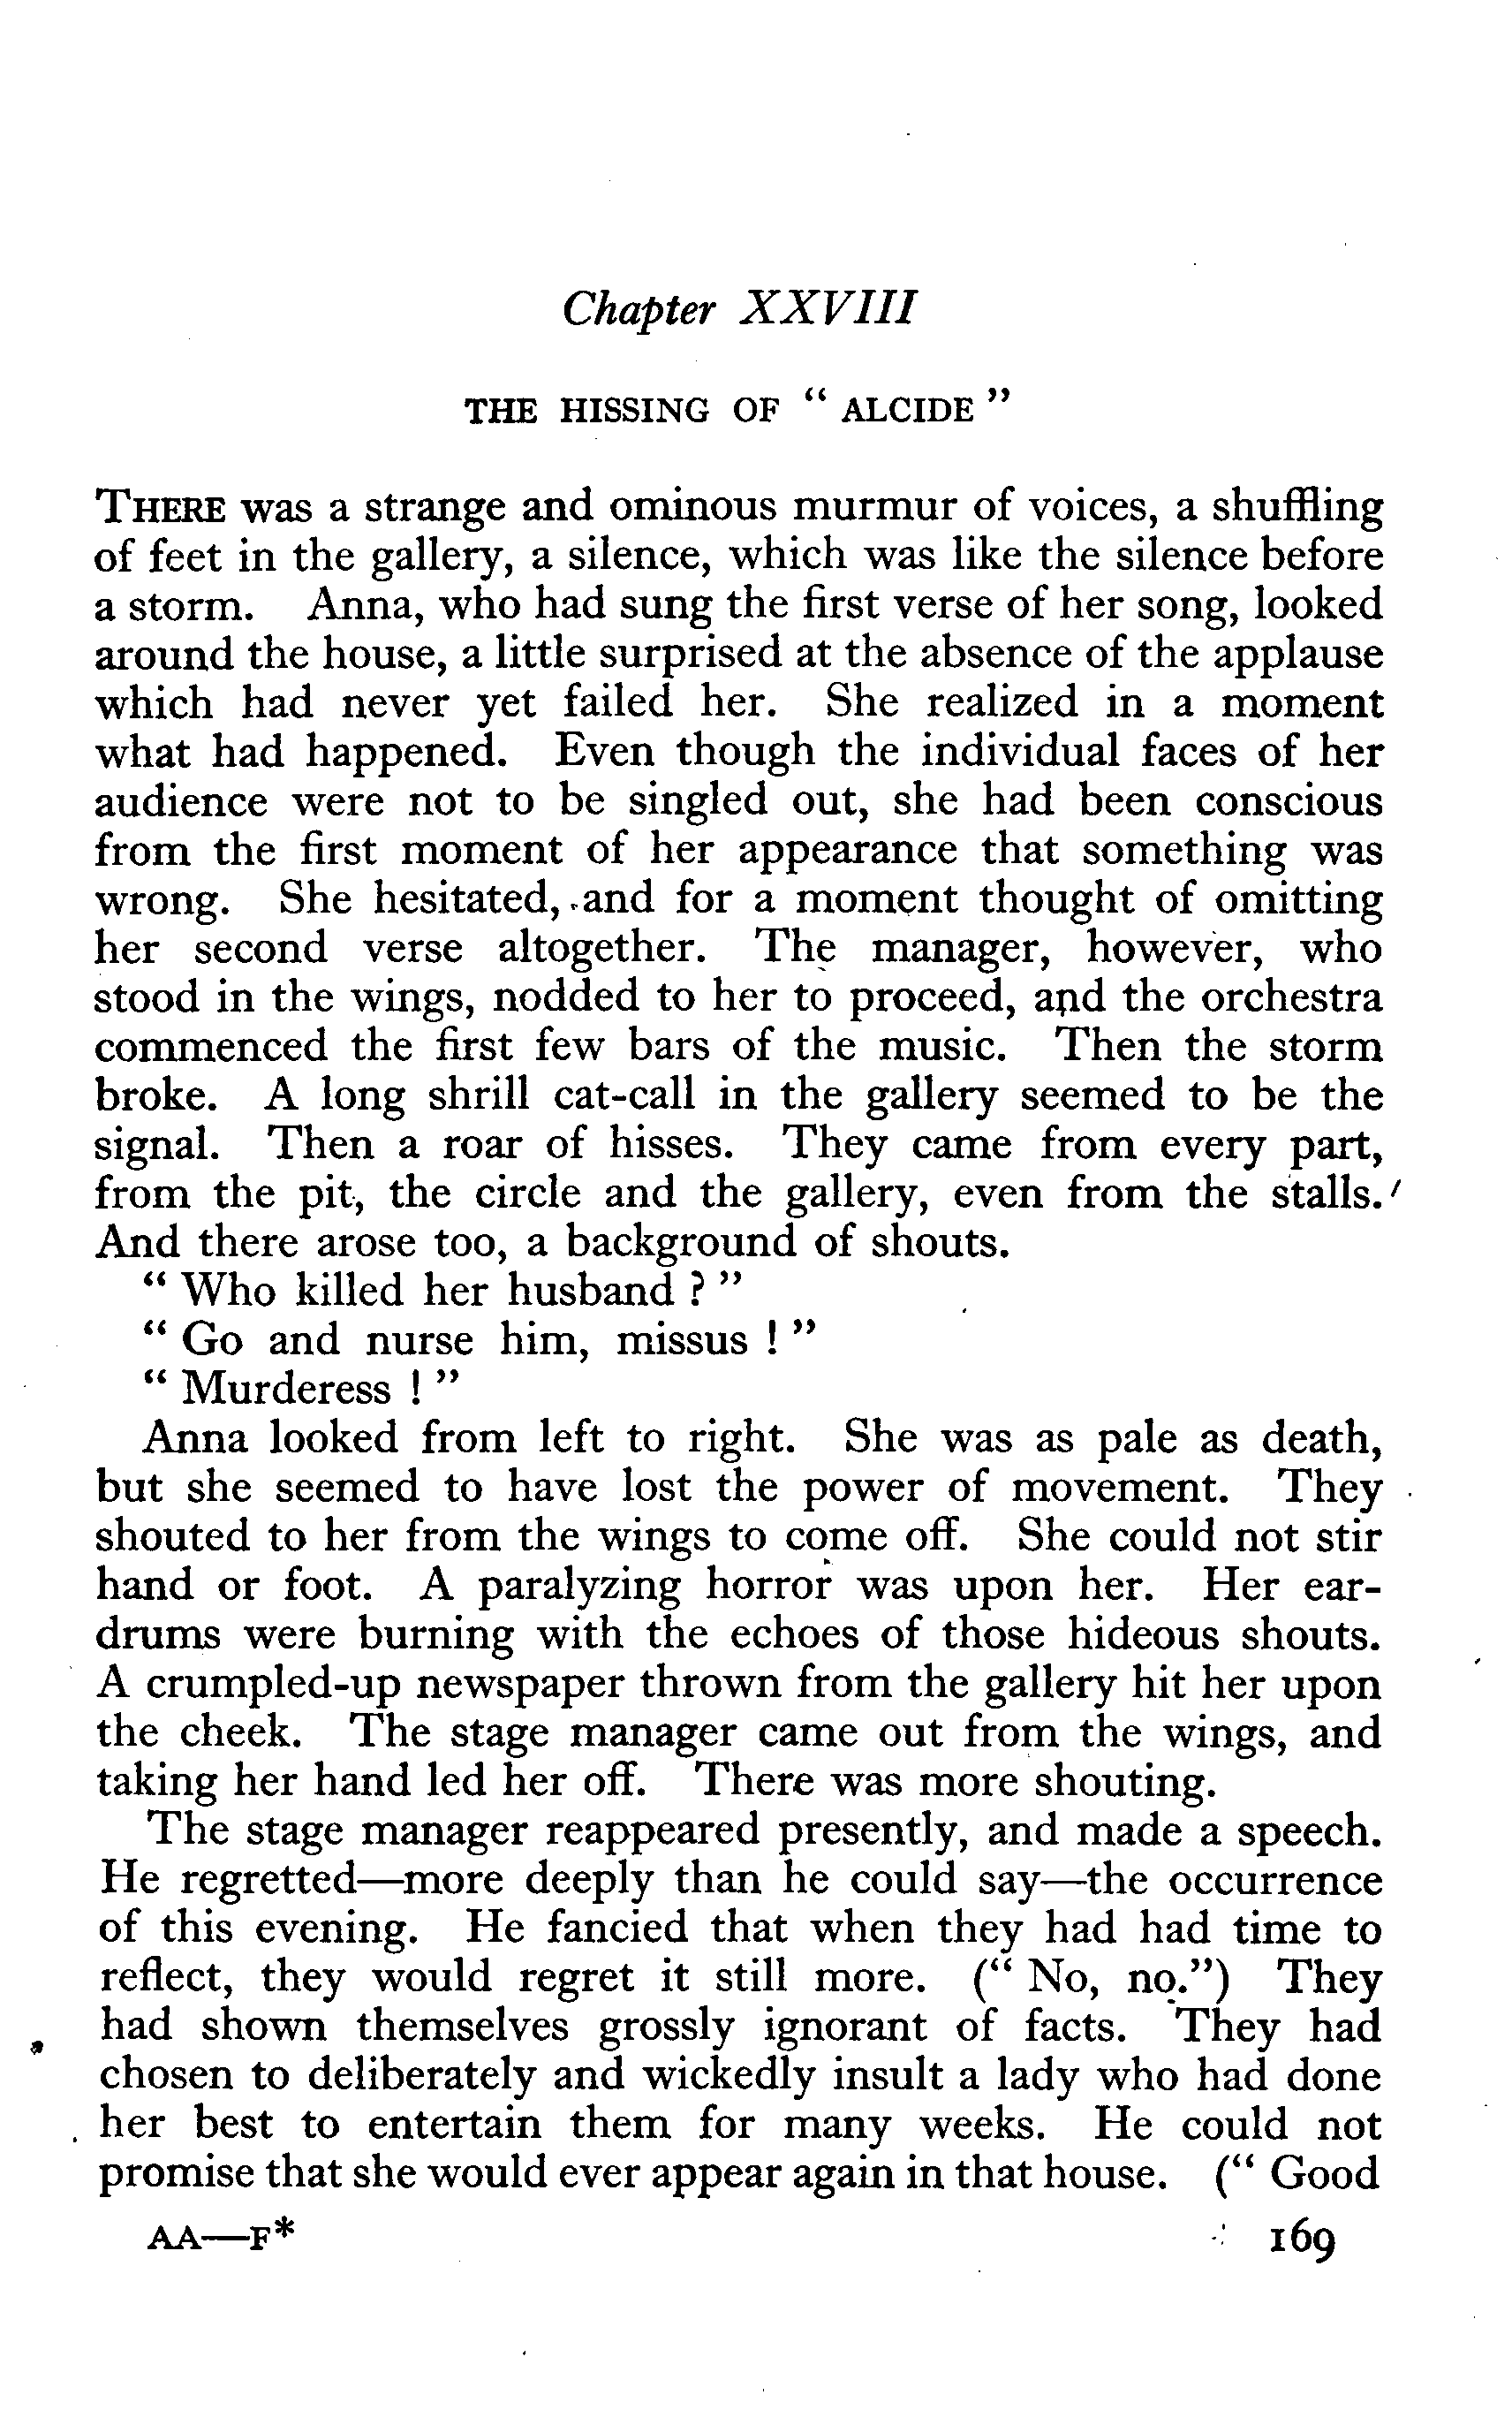 Chapter XXVIII
THE HISSING OF " ALCIDE "
THERE was a strange and ominous murmur of voices, a shuffling
of feet in the gallery, a silence, which was like the silence before
a storm. Anna, who had sung the first verse of her song, looked
around the house, a little surprised at the absence of the applause
which had never yet failed her. She realized in a moment
what had happened. Even though the individual faces of her
audience were not to be singled out, she had been conscious
from the first moment of her appearance that something was
wrong. She hesitated, and for a moment thought of omitting
her second verse altogether. The manager, however, who
stood in the wings, nodded to her to proceed, and the orchestra
commenced the first few bars of the music. Then the storm
broke. A long shrill cat-call in the gallery seemed to be the
signal. Then a roar of hisses. They came from every part,
from the pit, the circle and the gallery, even from the stalls.
And there arose too, a background of shouts.
" Who killed her husband ? "
" Go and nurse him, missus ! "
" Murderess ! "
Anna looked from left to right. She was as pale as death,
but she seemed to have lost the power of movement. They
shouted to her from the wings to come off. She could not stir
hand or foot. A paralyzing horror was upon her. Her ear-
drums were burning with the echoes of those hideous shouts.
A crumpled-up newspaper thrown from the gallery hit her upon
the cheek. The stage manager came out from the wings, and
taking her hand led her off. There was more shouting.
The stage manager reappeared presently, and made a speech.
He regretted—more deeply than he could say—the occurrence
of this evening. He fancied that when they had had time to
reflect, they would regret it still more. (" No, no.") They
had shown themselves grossly ignorant of facts. They had
chosen to deliberately and wickedly insult a lady who had done
her best to entertain them for many weeks. He could not
promise that she would ever appear again in that house. (" Good
AA—F* 169